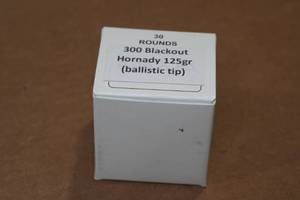 30
ROUNDS
300 Blackout
Hornady 125gr
(ballistic tip)